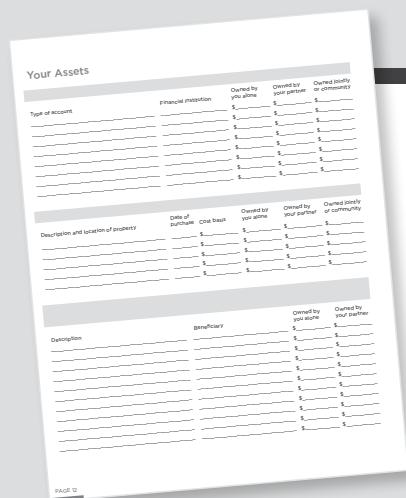 Your Assets
Type of account
Financial institution
Owned by
you alone
Owned by
your partner
Owned jointly
or community
$ $ $
$ $ $
$ $ $
$ $ $
$ $ $
$ $ $
$ $ $
$ $ $
Description and location of property
Date of
purchase
Cost basis
Owned by
you alone
Owned by
your partner
Owned jointly
or community
$ $ $ $
$ $ $ $
$ $ $ $
$ $ $ $
$ $ $ $
Description
Beneficiary
Owned by
you alone
Owned by
your partner
$ $
$ $
$ $
$ $
$ $
$ $
$ $
$ $
$ $
$ $
$ $
PAGE 12